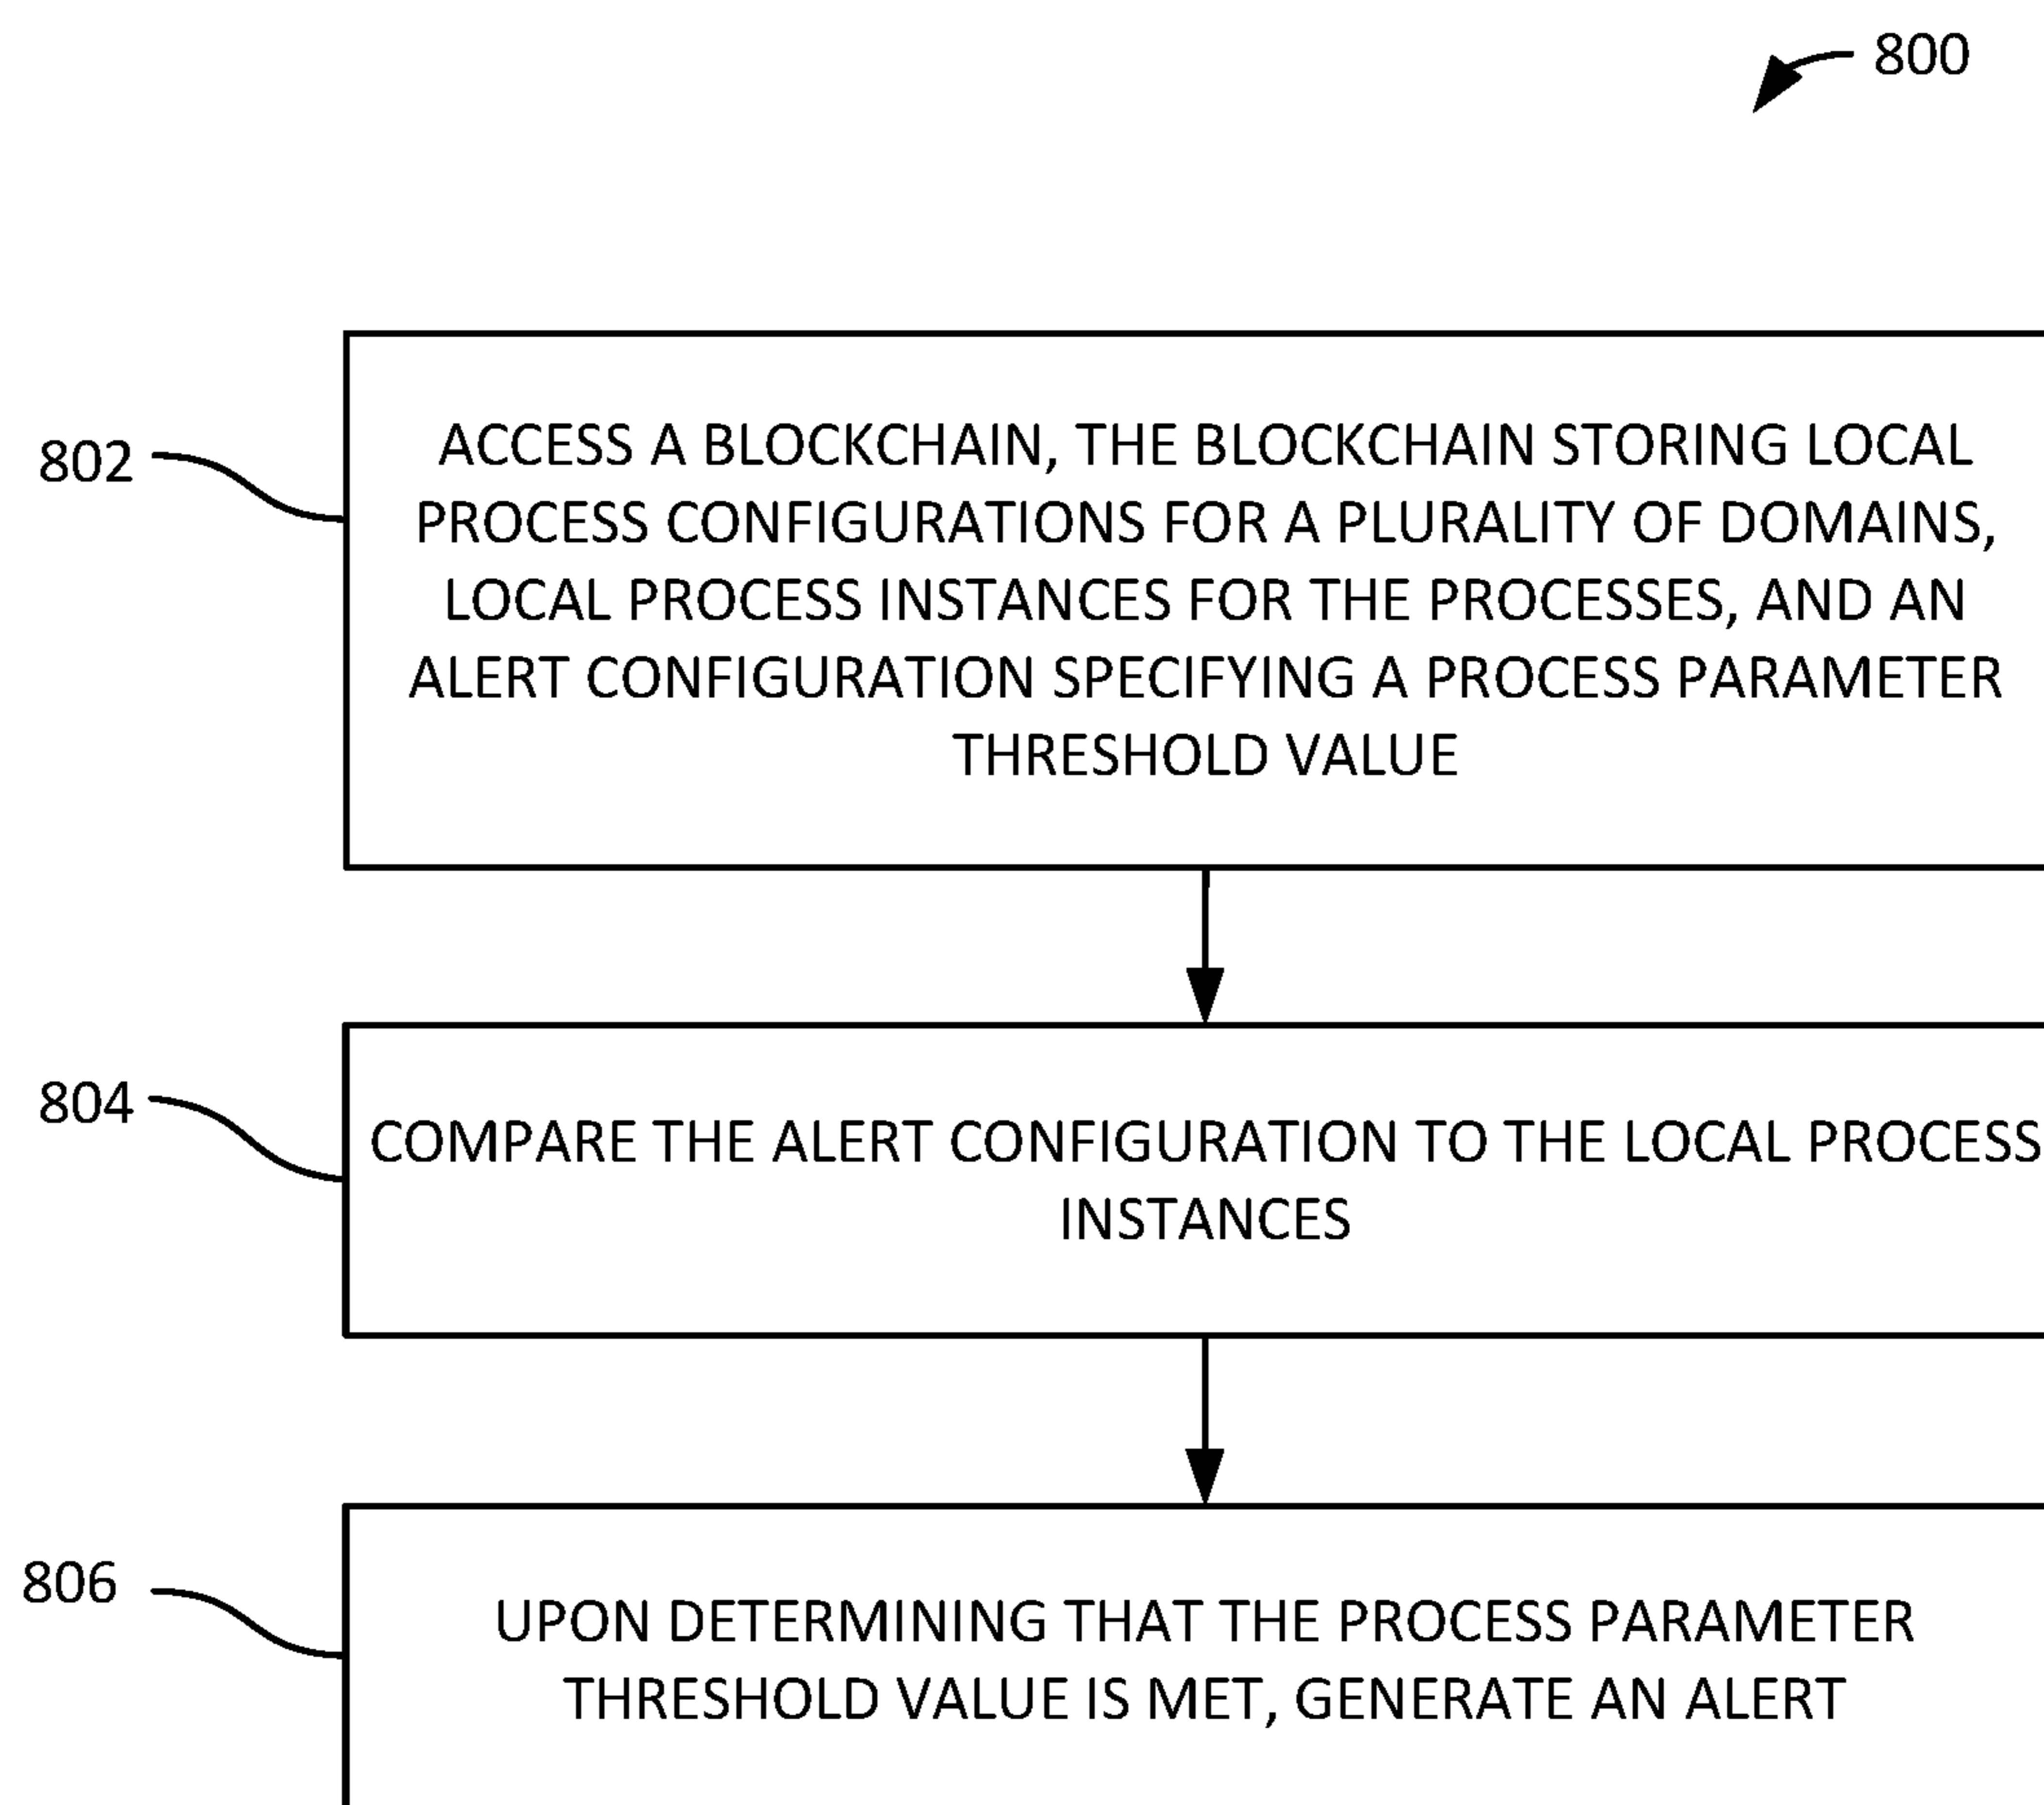 800
802
ACCESS A BLOCKCHAIN, THE BLOCKCHAIN STORING LOCAL
PROCESS CONFIGURATIONS FOR A PLURALITY OF DOMAINS,
LOCAL PROCESS INSTANCES FOR THE PROCESSES, AND AN
ALERT CONFIGURATION SPECIFYING A PROCESS PARAMETER
THRESHOLD VALUE
804
COMPARE THE ALERT CONFIGURATION TO THE LOCAL PROCESS
INSTANCES
806
UPON DETERMINING THAT THE PROCESS PARAMETER
THRESHOLD VALUE IS MET, GENERATE AN ALERT